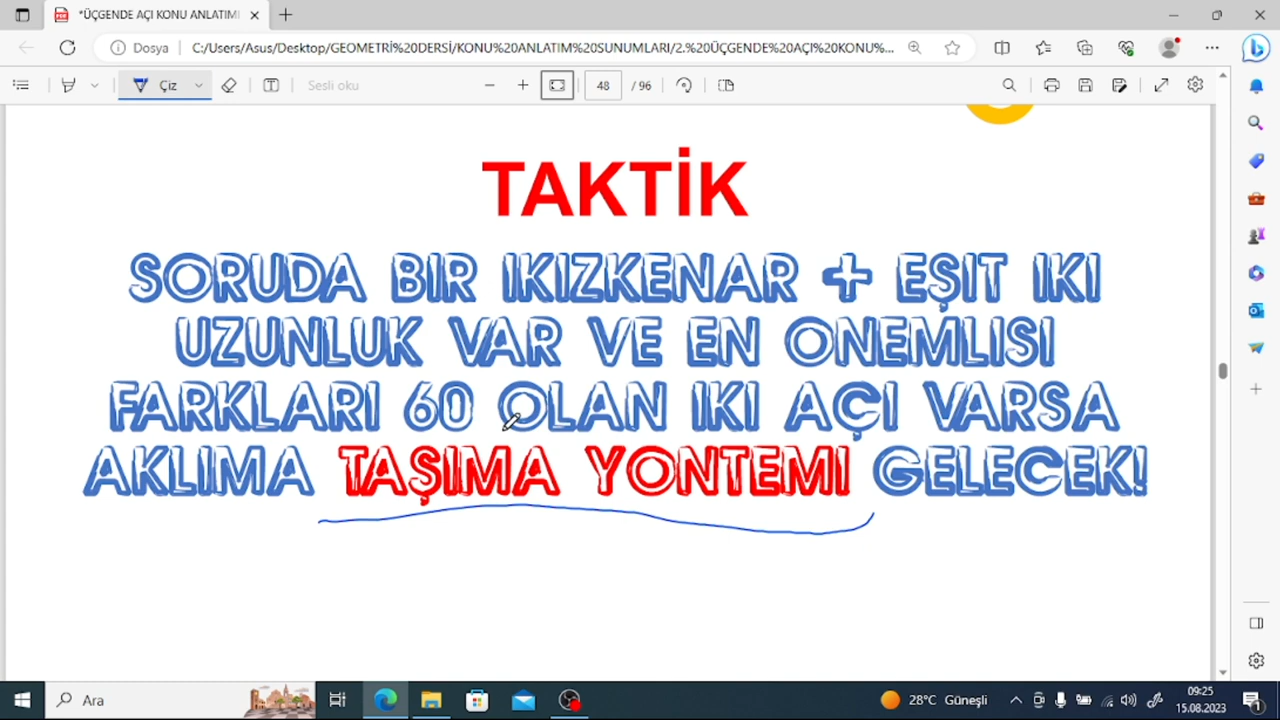 *ÜÇGENDE AÇI KONU ANLATIMI
Dosya
C:/Users/Asus/Desktop/GEOMETRİ%20DERSİ/KONU%20ANLATIM%20SUNUMLARI/2.%20ÜÇGENDE%20AÇI%20KONU%...
Çiz
Sesli oku
48 / 96
TAKTİK
SORUDA BIR IKIZKENAR + EŞIT IKI
UZUNLUK VAR VE EN ONEMLISI
FARKLARI 60 OLAN IKI AÇI VARSA
AKLIMA TAŞIMA YONTEMI GELECEK!
Ara
28°C Güneşli
09:25
15.08.2023
1